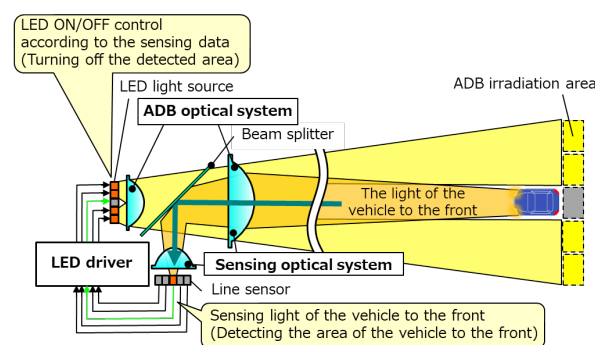 LED ON/OFF control
according to the sensing data
(Turning off the detected area)
LED light source
ADB irradiation area
ADB optical system
Beam splitter
The light of the
vehicle to the front
LED driver
Sensing optical system
Line sensor
Sensing light of the vehicle to the front
(Detecting the area of the vehicle to the front)